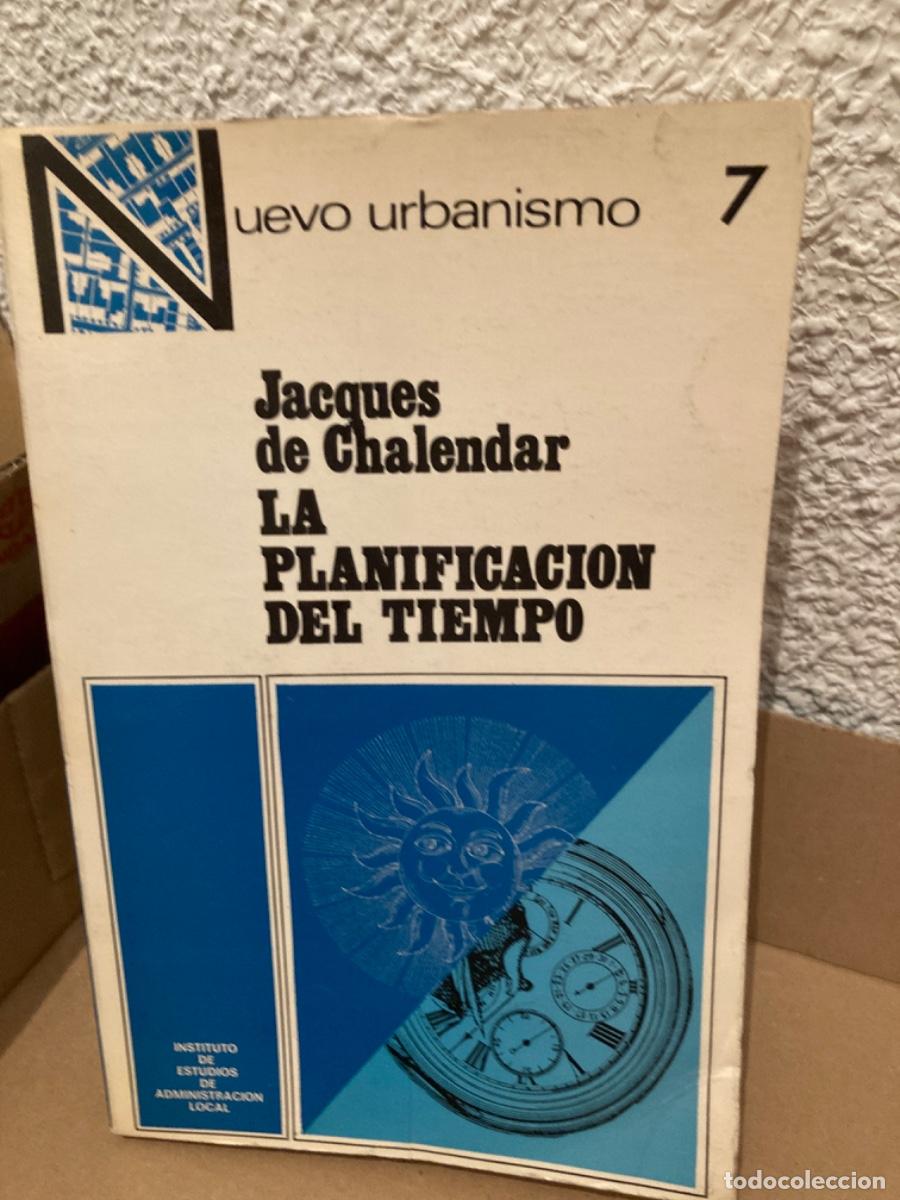 Nuevo urbanismo 7
Jacques
de Chalendar
LA
PLANIFICACION
DEL TIEMPO
INSTITUTO
DE
ESTUDIOS
DE
ADMINISTRACION
LOCAL
todocoleccion